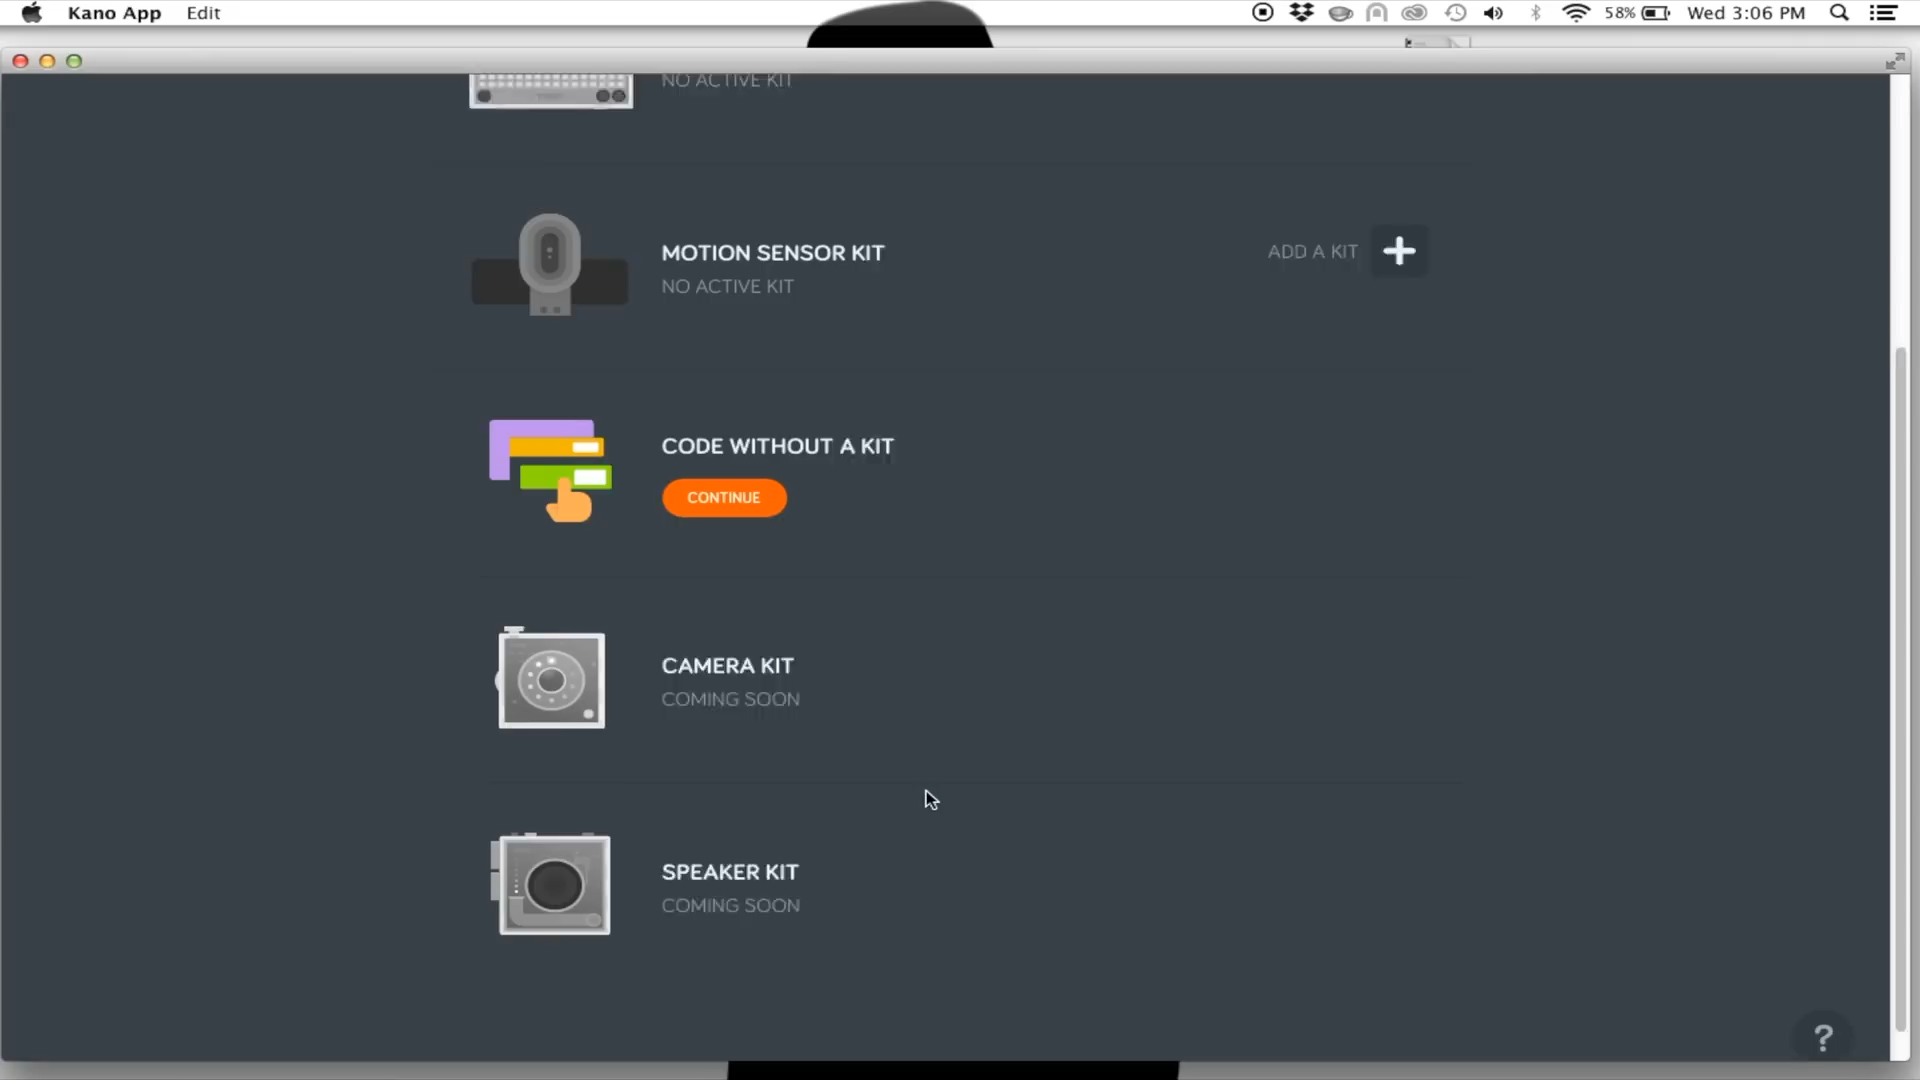 Kano App Edit 58% Wed 3:06 PM
NO ACTIVE KIT
MOTION SENSOR KIT
NO ACTIVE KIT
ADD A KIT
CODE WITHOUT A KIT
CONTINUE
CAMERA KIT
COMING SOON
SPEAKER KIT
COMING SOON
?